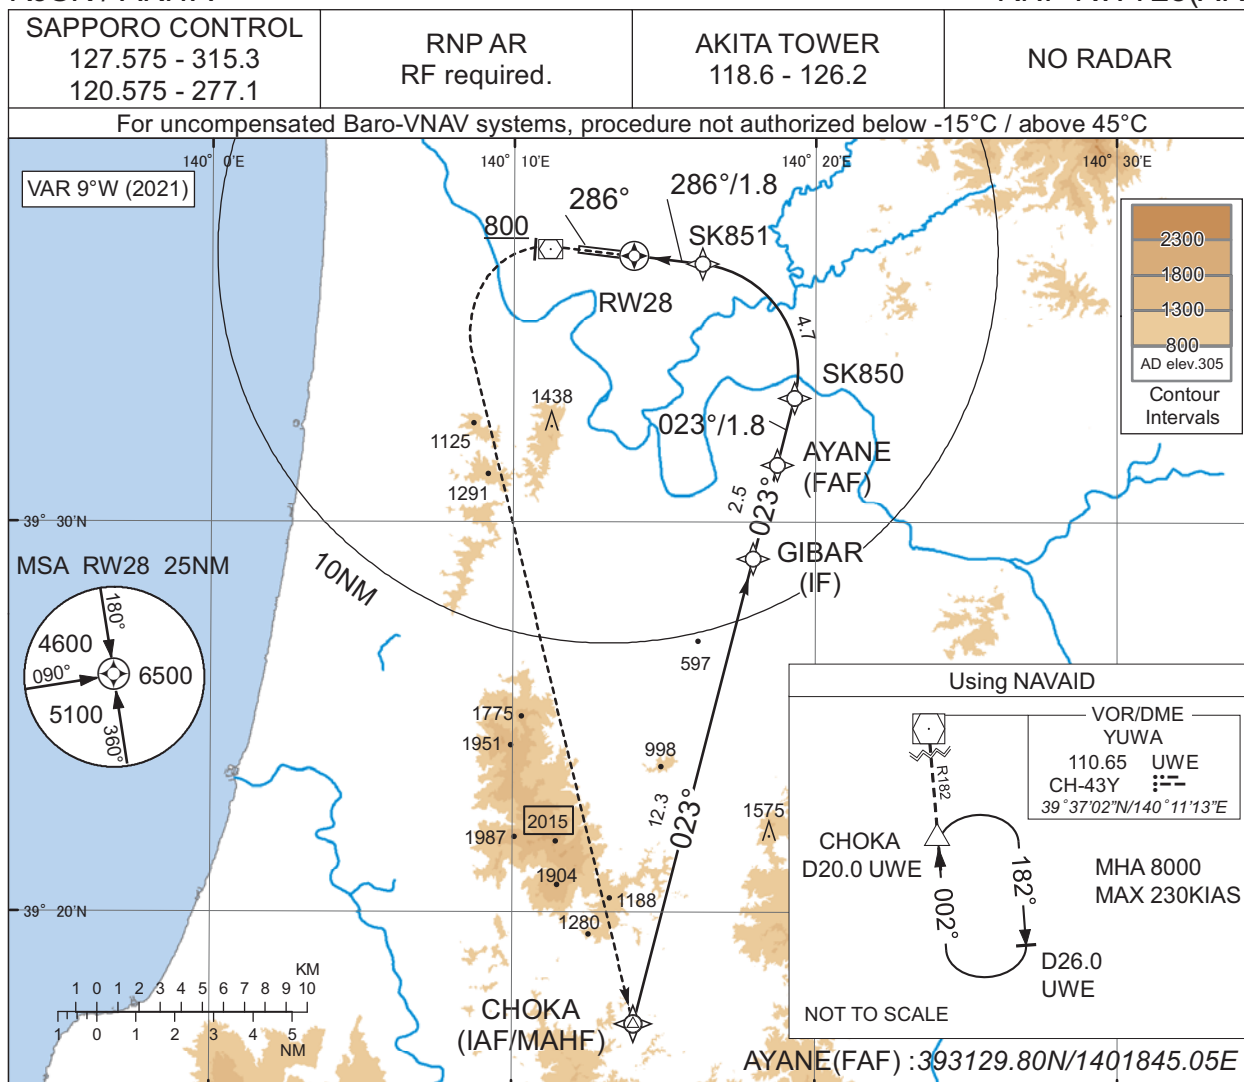 SAPPORO CONTROL
127.575 - 315.3
120.575 - 277.1
RNP AR
RF required.
AKITA TOWER
118.6 - 126.2
NO RADAR
For uncompensated Baro-VNAV systems, procedure not authorized below -15°C / above 45°C
140° 0'E
140° 10'E
140° 20'E
140° 30'E
VAR 9°W (2021)
286°
286°/1.8
800
SK851
RW28
4.7
SK850
2300
1800
1300
800
AD elev.305
Contour
Intervals
1438
1125
1291
023°/1.8
AYANE
(FAF)
2.5
023°
39° 30'N
GIBAR
(IF)
10NM
MSA RW28 25NM
180°
4600
090°
6500
5100
360°
597
1775
1951
998
12.3
023°
1575
2015
1987
1904
1188
1280
39° 20'N
Using NAVAID
VOR/DME
YUWA
110.65 UWE
CH-43Y
39°37'02"N/140°11'13"E
R182
CHOKA
D20.0 UWE
182°
002°
MHA 8000
MAX 230KIAS
D26.0
UWE
NOT TO SCALE
KM
1 0 1 2 3 4 5 6 7 8 9 10
1 0 1 2 3 4 5
NM
CHOKA
(IAF/MAHF)
AYANE(FAF) :393129.80N/1401845.05E